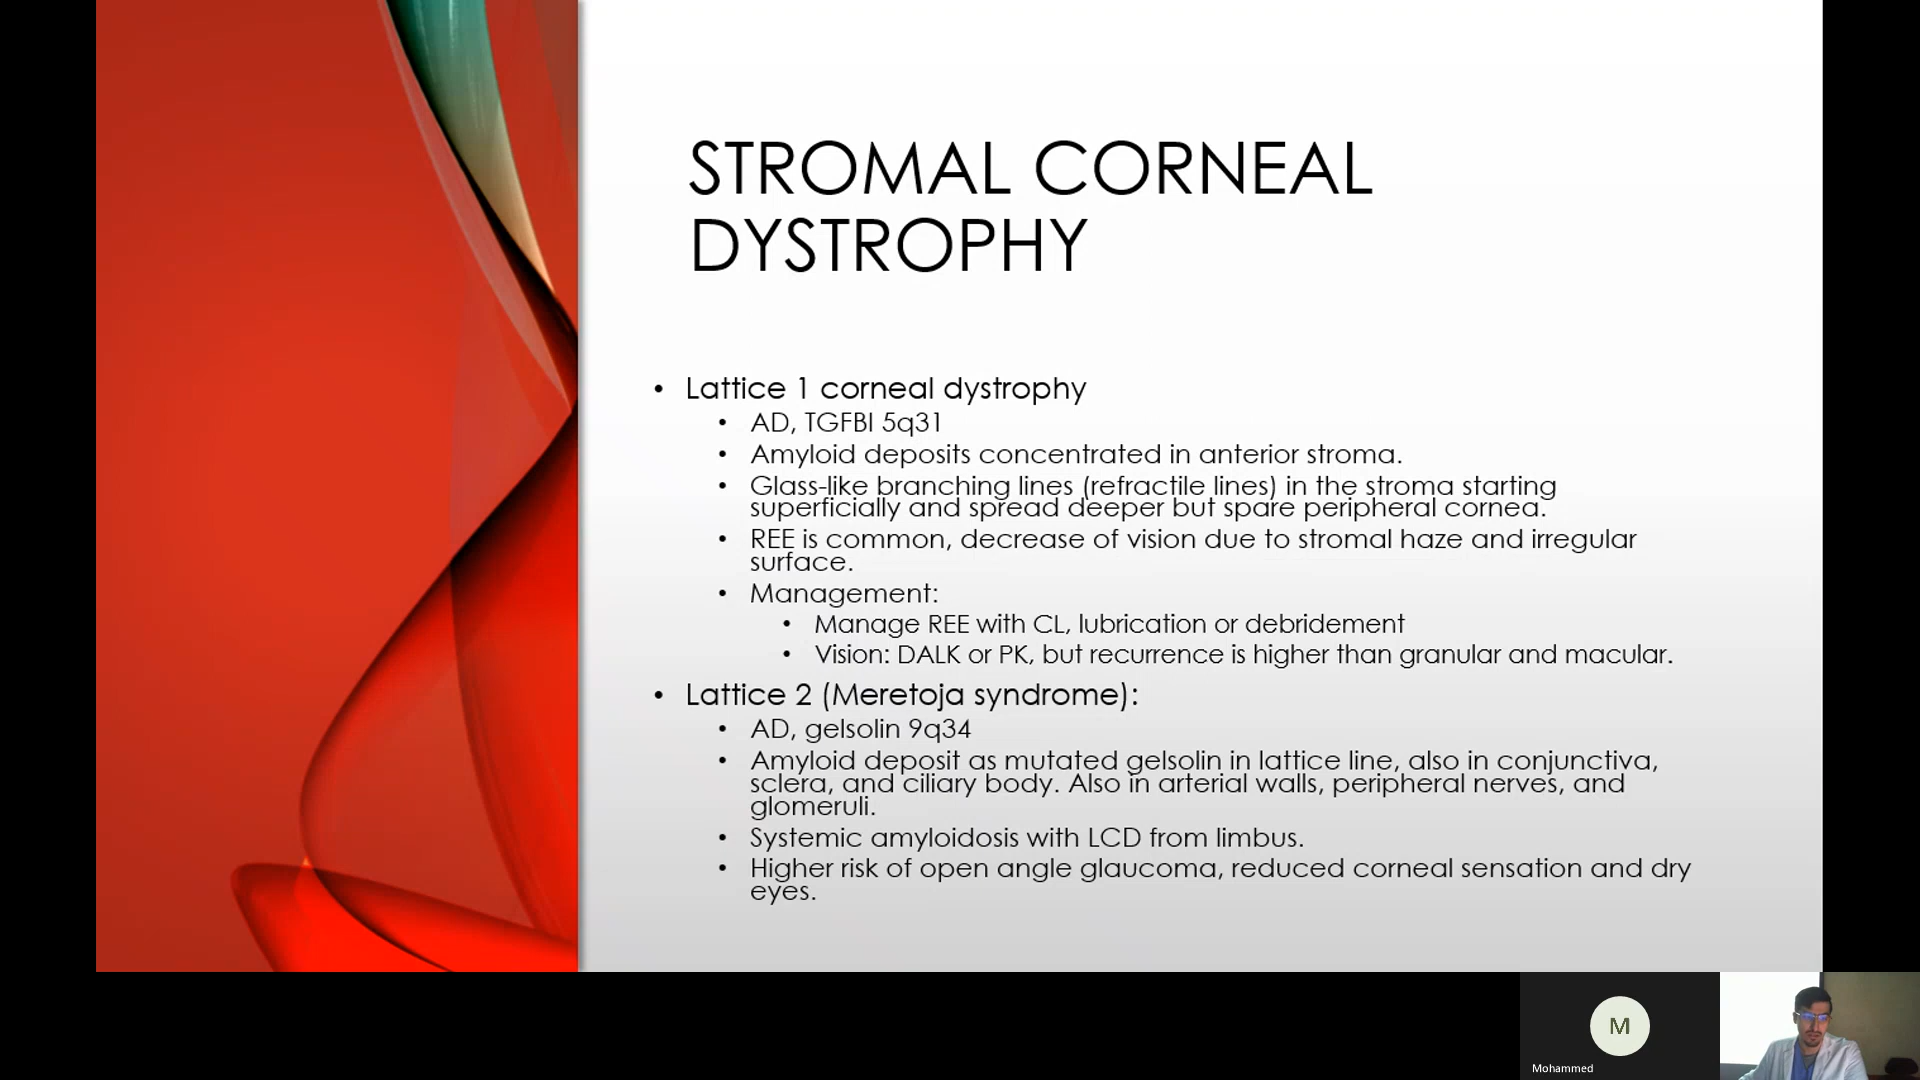 STROMAL CORNEAL
DYSTROPHY
• Lattice 1 corneal dystrophy
• AD, TGFBI 5q31
• Amyloid deposits concentrated in anterior stroma.
• Glass-like branching lines (refractile lines) in the stroma starting
superficially and spread deeper but spare peripheral cornea.
• REE is common, decrease of vision due to stromal haze and irregular
surface.
• Management:
• Manage REE with CL, lubrication or debridement
• Vision: DALK or PK, but recurrence is higher than granular and macular.
• Lattice 2 (Meretoja syndrome):
• AD, gelsolin 9q34
• Amyloid deposit as mutated gelsolin in lattice line, also in conjunctiva,
sclera, and ciliary body. Also in arterial walls, peripheral nerves, and
glomeruli.
• Systemic amyloidosis with LCD from limbus.
• Higher risk of open angle glaucoma, reduced corneal sensation and dry
eyes.
M
Mohammed